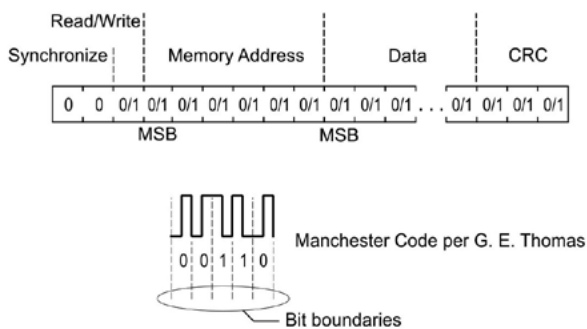 Read/Write
Synchronize Memory Address Data CRC
0 0 0/1 0/1 0/1 0/1 0/1 0/1 0/1 0/1 0/1 0/1 ... 0/1 0/1 0/1 0/1
MSB MSB
Manchester Code per G. E. Thomas
0 0 1 1 0
Bit boundaries